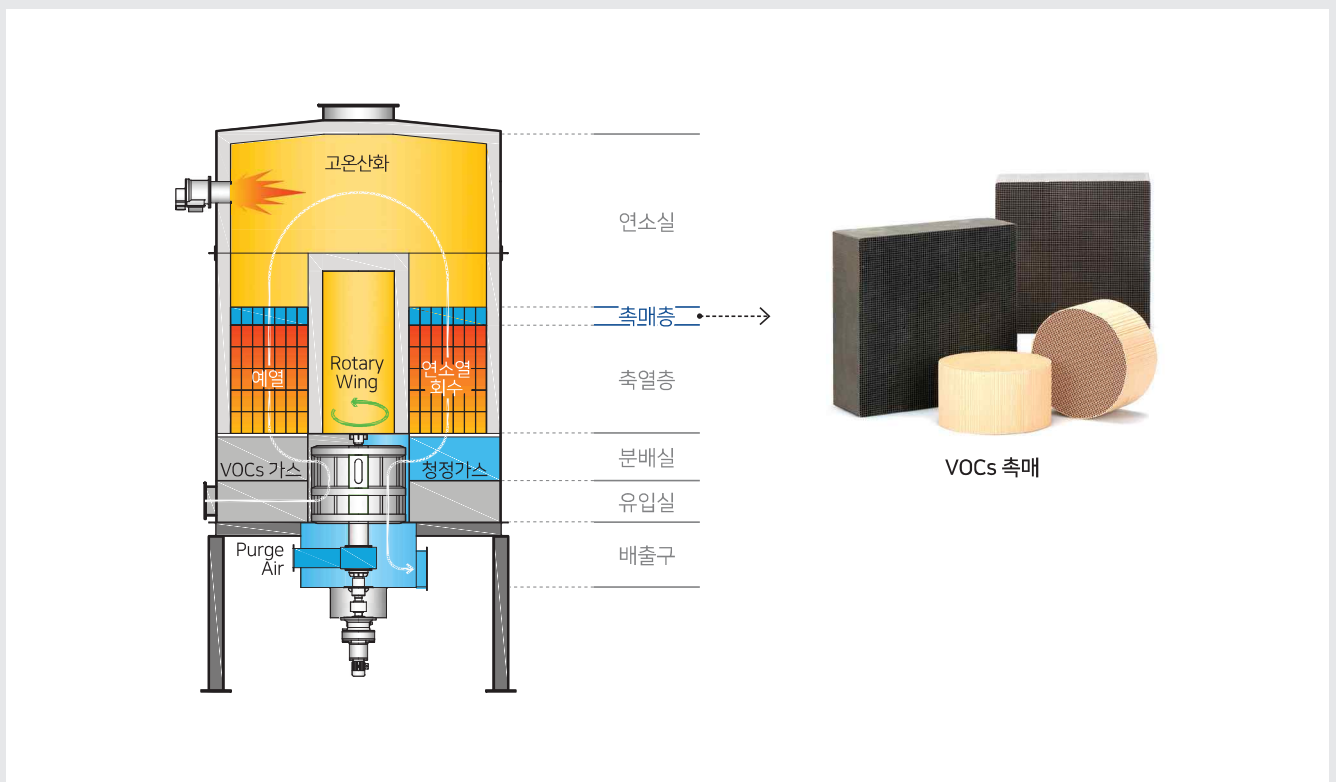 고온산화
연소실
촉매층
예열
Rotary
Wing
연소열
회수
축열층
VOCs 가스
청정가스
분배실
유입실
Purge
Air
배출구
VOCs 촉매